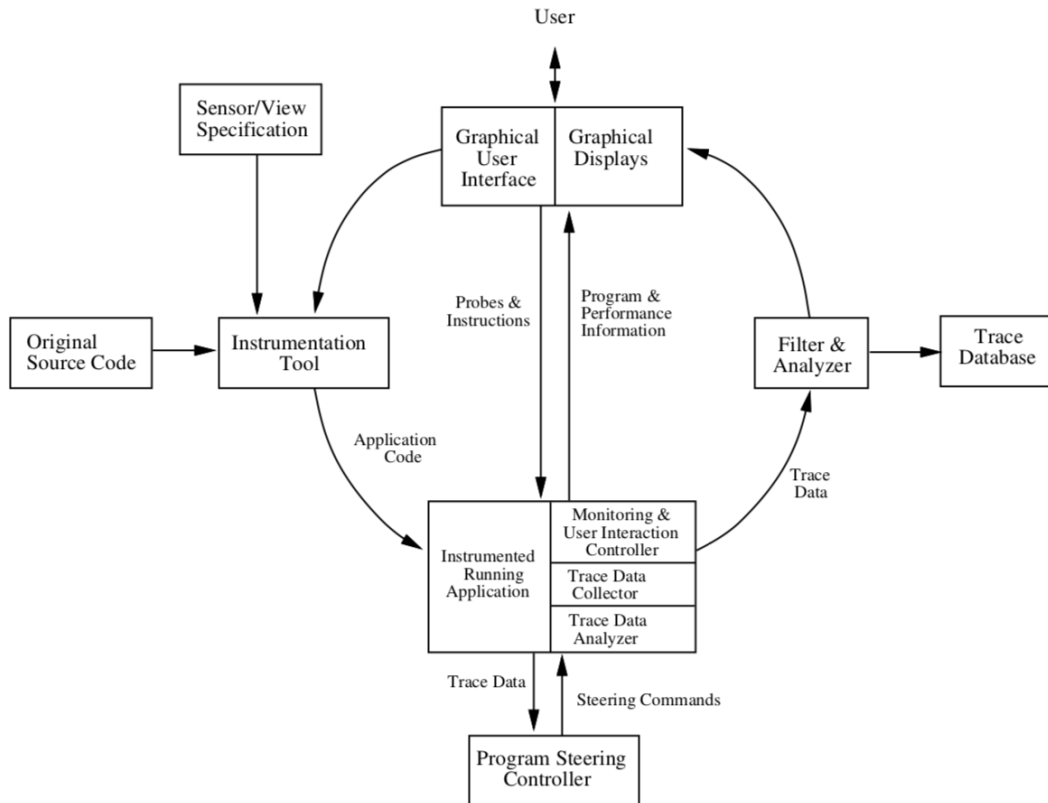 User
Sensor/View
Specification
Graphical
User
Interface
Graphical
Displays
Probes &
Instructions
Program &
Performance
Information
Original
Source Code
Instrumentation
Tool
Filter &
Analyzer
Trace
Database
Application
Code
Trace
Data
Instrumented
Running
Application
Monitoring &
User Interaction
Controller
Trace Data
Collector
Trace Data
Analyzer
Trace Data
Steering Commands
Program Steering
Controller